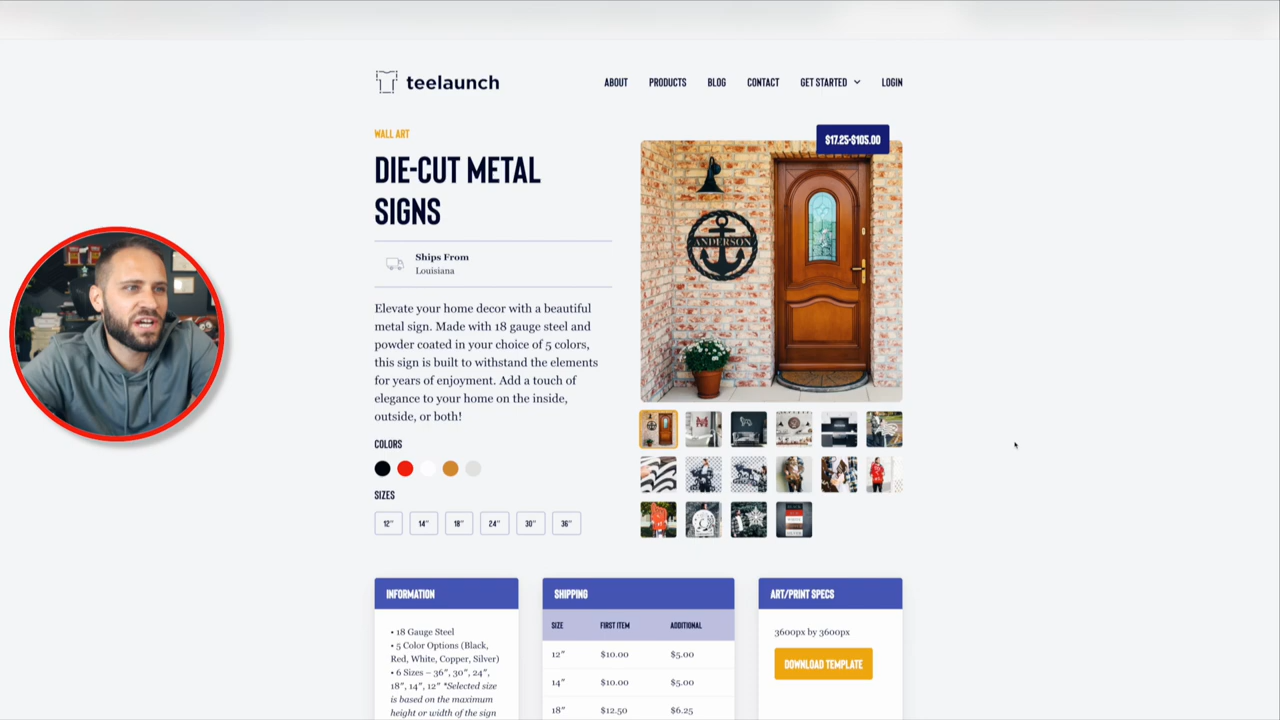 teelaunch
ABOUT
PRODUCTS
BLOG
CONTACT
GET STARTED
LOGIN
WALL ART
DIE-CUT METAL
SIGNS
Ships From
Louisiana
Elevate your home decor with a beautiful
metal sign. Made with 18 gauge steel and
powder coated in your choice of 5 colors,
this sign is built to withstand the elements
for years of enjoyment. Add a touch of
elegance to your home on the inside,
outside, or both!
COLORS
SIZES
12"
14"
18"
24"
30"
36"
$17.25-$105.00
ANDERSON
INFORMATION
• 18 Gauge Steel
• 5 Color Options (Black,
Red, White, Copper, Silver)
• 6 Sizes – 36", 30", 24",
18", 14", 12" *Selected size
is based on the maximum
height or width of the sign
SHIPPING
SIZE FIRST ITEM ADDITIONAL
12" $10.00 $5.00
14" $10.00 $5.00
18" $12.50 $6.25
ART/PRINT SPECS
3600px by 3600px
DOWNLOAD TEMPLATE